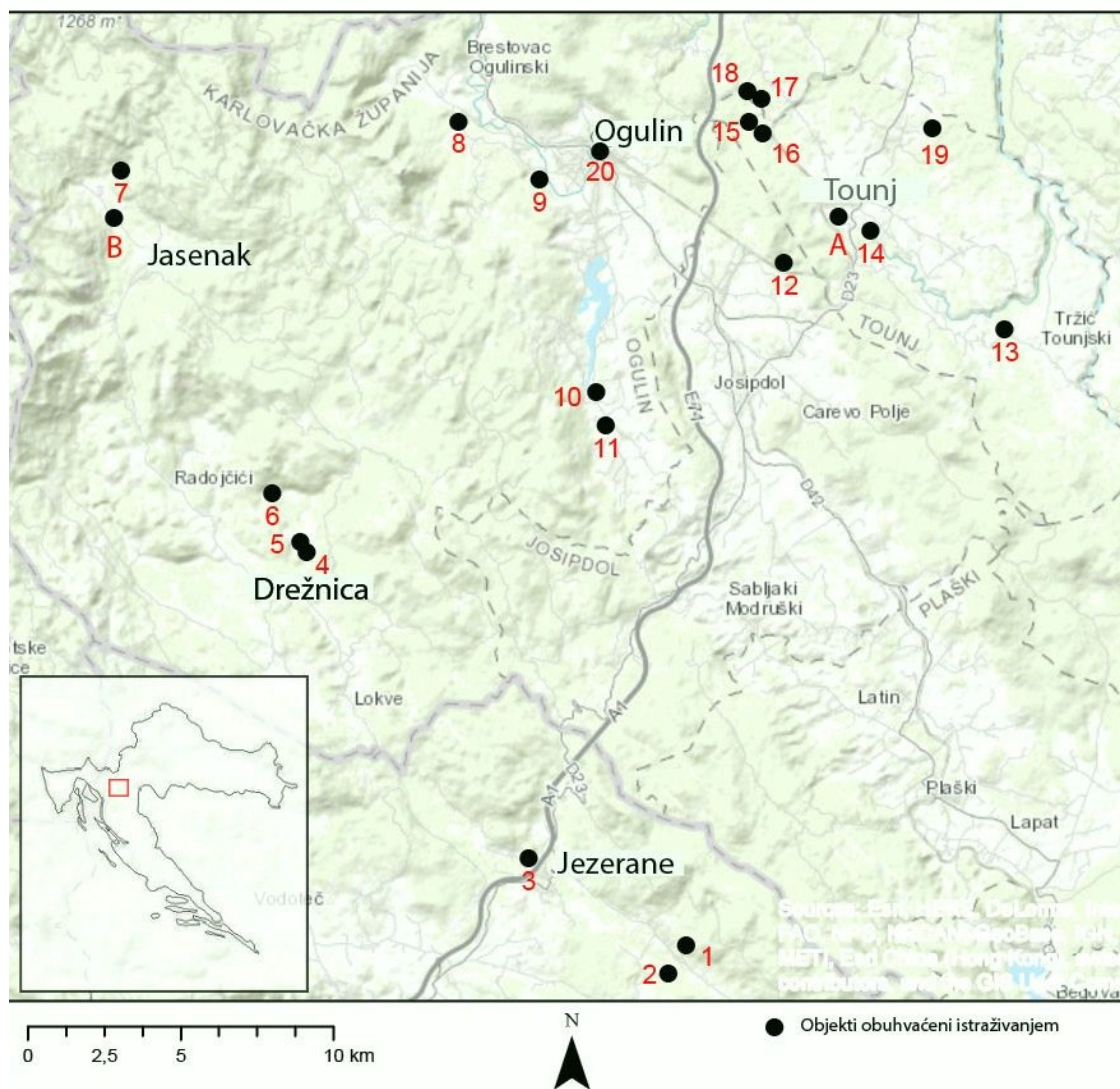 1268 m
Brestovac
Ogulinski
KARLOVAČKA ŽUPANIJA
18
17
8
Ogulin
15
16
19
20
7
9
Tounj
B
A
14
Jasenak
12
D23
TOUNJ
Tržić
Tounjski
13
OGULIN
10
Josipdol
E71
Carevo Polje
11
Radojčići
D42
6
5
4
JOSIPDOL
Drežnica
Sabljaki
Modruški
PLAŠKI
Lokve
Latin
A1
D23
Plaški
A1
Lapat
Jezerane
3
Vodoteč
1
2
N
Objekti obuhvaćeni istraživanjem
0
2,5
5
10 km